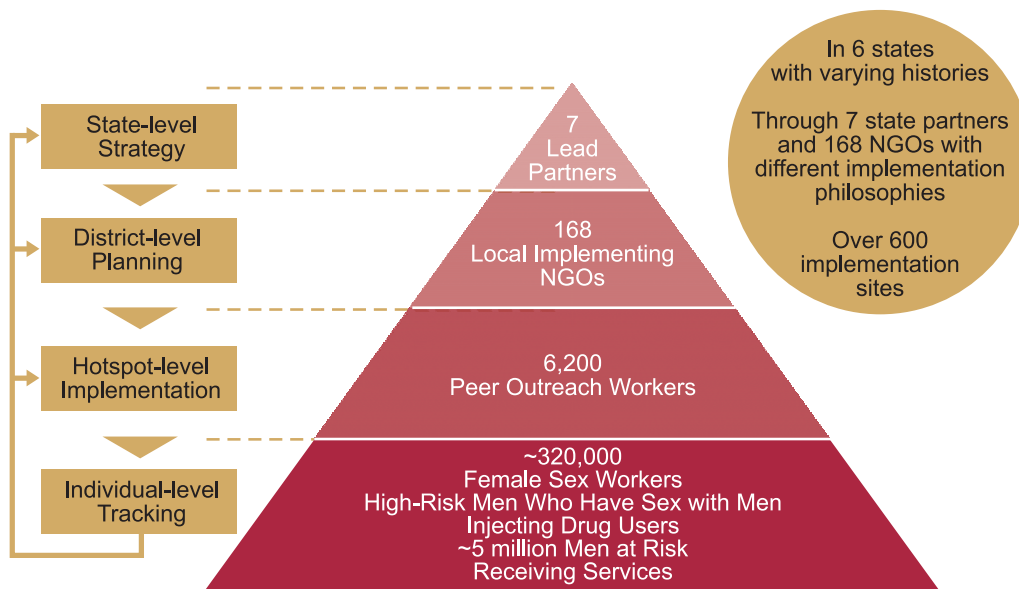 State-level
Strategy
District-level
Planning
Hotspot-level
Implementation
Individual-level
Tracking
7
Lead
Partners
168
Local Implementing
NGOs
6,200
Peer Outreach Workers
~320,000
Female Sex Workers
High-Risk Men Who Have Sex with Men
Injecting Drug Users
~5 million Men at Risk
Receiving Services
In 6 states
with varying histories
Through 7 state partners
and 168 NGOs with
different implementation
philosophies
Over 600
implementation
sites